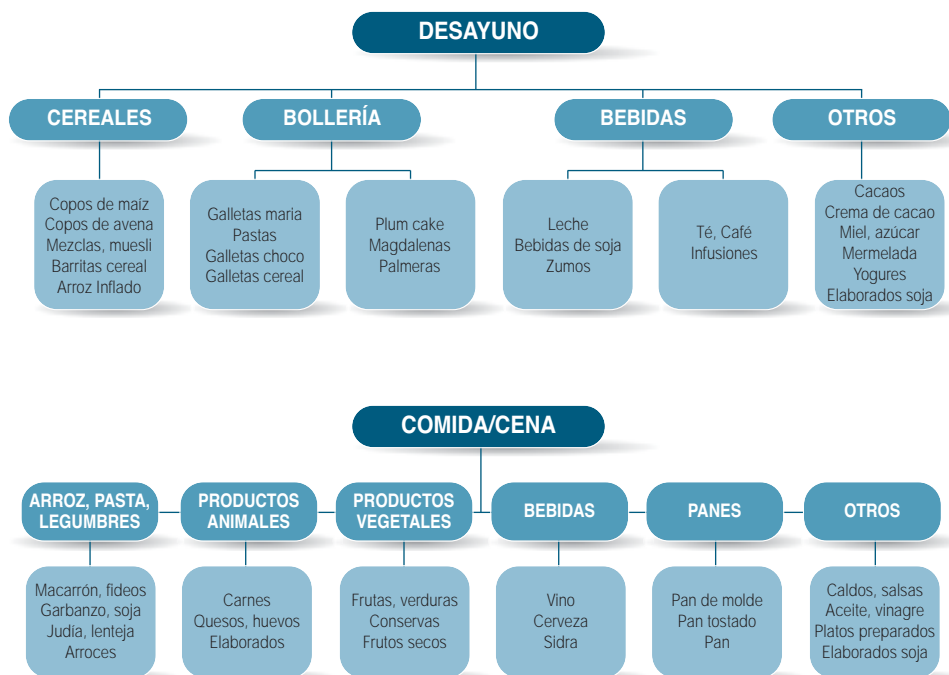 DESAYUNO
CEREALES
BOLLERÍA
BEBIDAS
OTROS
Copos de maíz
Copos de avena
Mezclas, muesli
Barritas cereal
Arroz Inflado
Galletas maria
Pastas
Galletas choco
Galletas cereal
Plum cake
Magdalenas
Palmeras
Leche
Bebidas de soja
Zumos
Té, Café
Infusiones
Cacaos
Crema de cacao
Miel, azúcar
Mermelada
Yogures
Elaborados soja
COMIDA/CENA
ARROZ, PASTA,
LEGUMBRES
PRODUCTOS
ANIMALES
PRODUCTOS
VEGETALES
BEBIDAS
PANES
OTROS
Macarrón, fideos
Garbanzo, soja
Judía, lenteja
Arroces
Carnes
Quesos, huevos
Elaborados
Frutas, verduras
Conservas
Frutos secos
Vino
Cerveza
Sidra
Pan de molde
Pan tostado
Pan
Caldos, salsas
Aceite, vinagre
Platos preparados
Elaborados soja